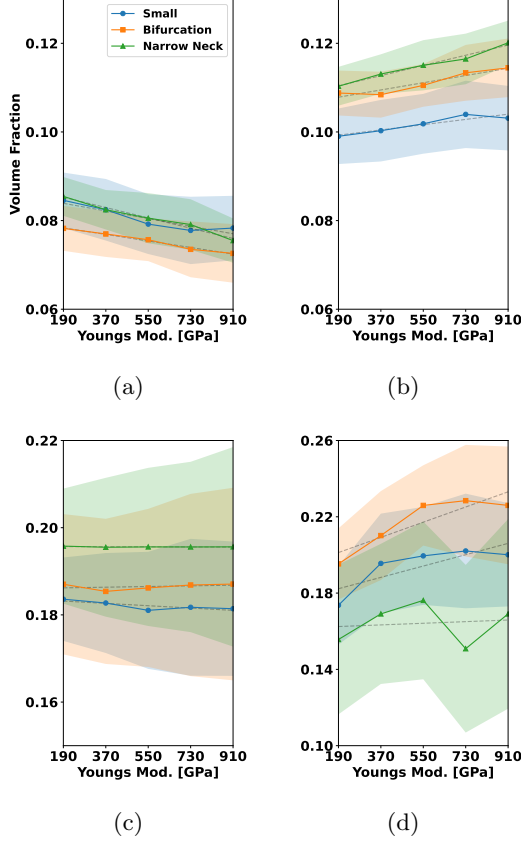 Small
Bifurcation
Narrow Neck
Volume Fraction
0.12
0.10
0.08
0.06
190 370 550 730 910
Youngs Mod. [GPa]
(a)
0.12
0.10
0.08
0.06
190 370 550 730 910
Youngs Mod. [GPa]
(b)
0.22
0.20
0.18
0.16
190 370 550 730 910
Youngs Mod. [GPa]
(c)
0.26
0.22
0.18
0.14
0.10
190 370 550 730 910
Youngs Mod. [GPa]
(d)